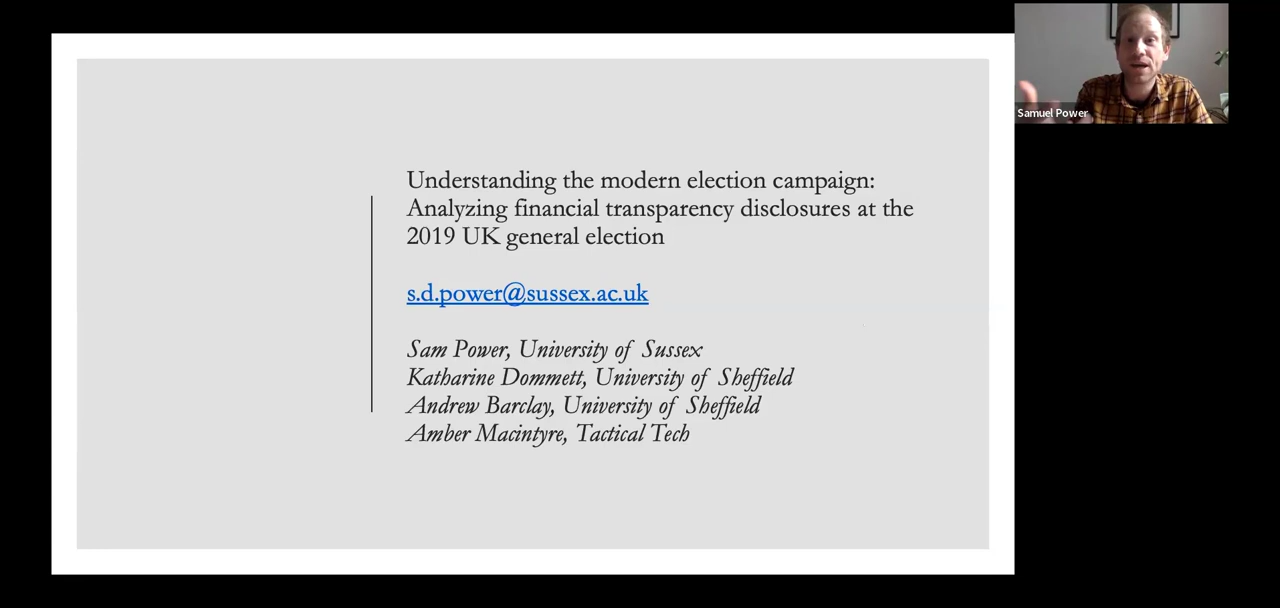 Understanding the modern election campaign:
Analyzing financial transparency disclosures at the
2019 UK general election
s.d.power@sussex.ac.uk
Sam Power, University of Sussex
Katharine Dommett, University of Sheffield
Andrew Barclay, University of Sheffield
Amber Macintyre, Tactical Tech
Samuel Power